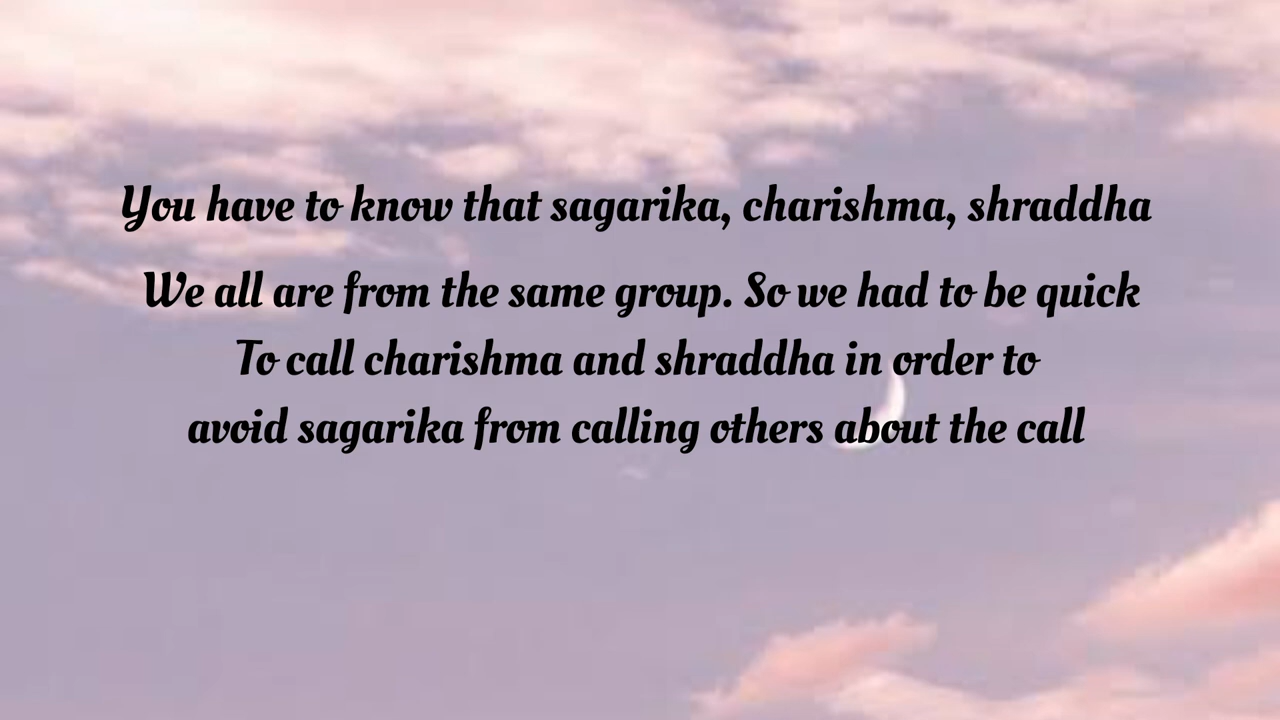 You have to know that sagarika, charishma, shraddha
We all are from the same group. So we had to be quick
To call charishma and shraddha in order to
avoid sagarika from calling others about the call